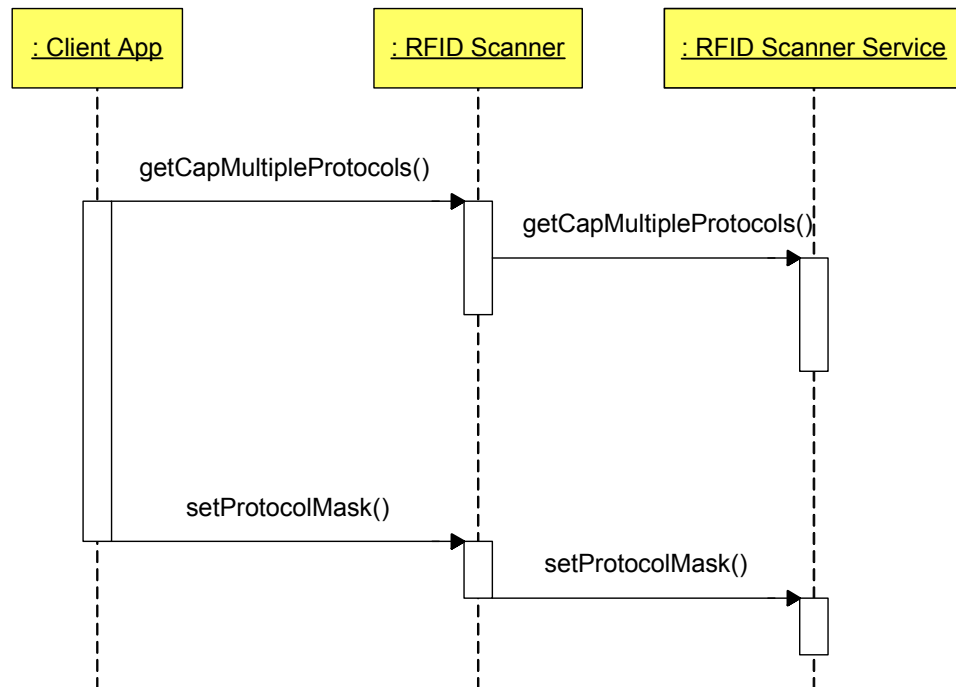 : Client App
: RFID Scanner
: RFID Scanner Service
getCapMultipleProtocols()
getCapMultipleProtocols()
setProtocolMask()
setProtocolMask()